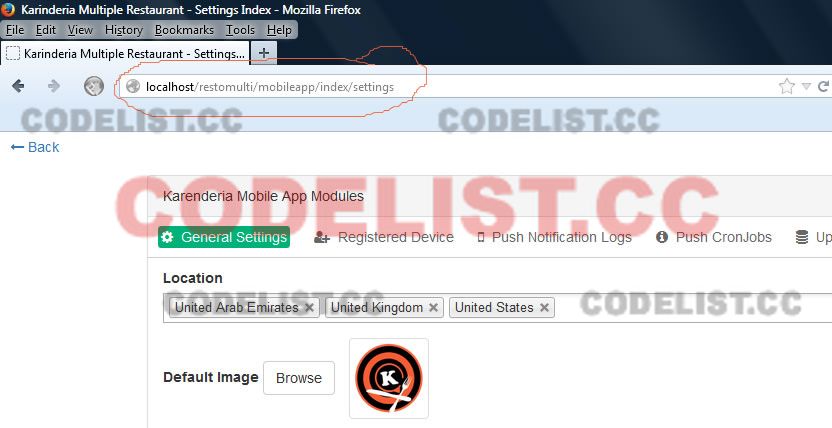 Karinderia Multiple Restaurant - Settings Index - Mozilla Firefox
File Edit View History Bookmarks Tools Help
Karinderia Multiple Restaurant - Settings... +
localhost/restomulti/mobileapp/index/settings
CODELIST.CC CODELIST.CC
← Back
CODELIST.CC
Karenderia Mobile App Modules
General Settings Registered Device Push Notification Logs Push CronJobs Up
Location
United Arab Emirates × United Kingdom × United States ×
CODELIST.CC CODELIST.CC
Default Image Browse K